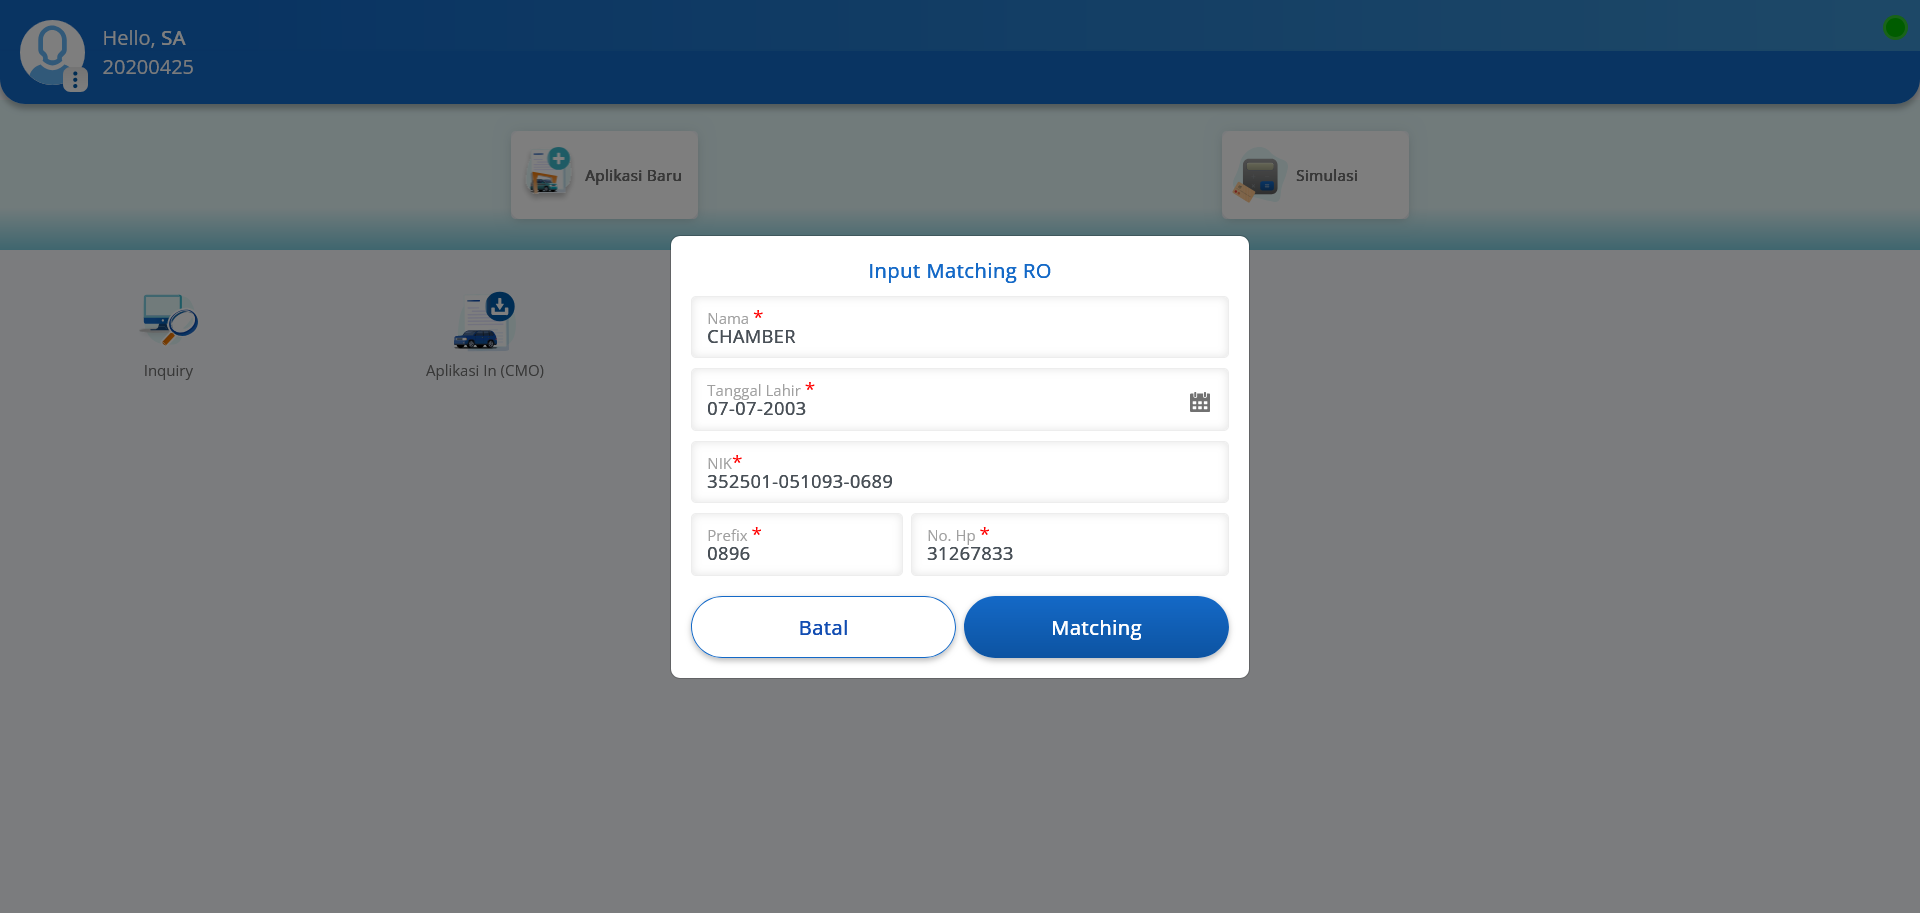 Hello, SA
20200425
Aplikasi Baru
Simulasi
Inquiry
Aplikasi In (CMO)
Input Matching RO
Nama *
CHAMBER
Tanggal Lahir *
07-07-2003
NIK*
352501-051093-0689
Prefix *
0896
No. Hp *
31267833
Batal
Matching